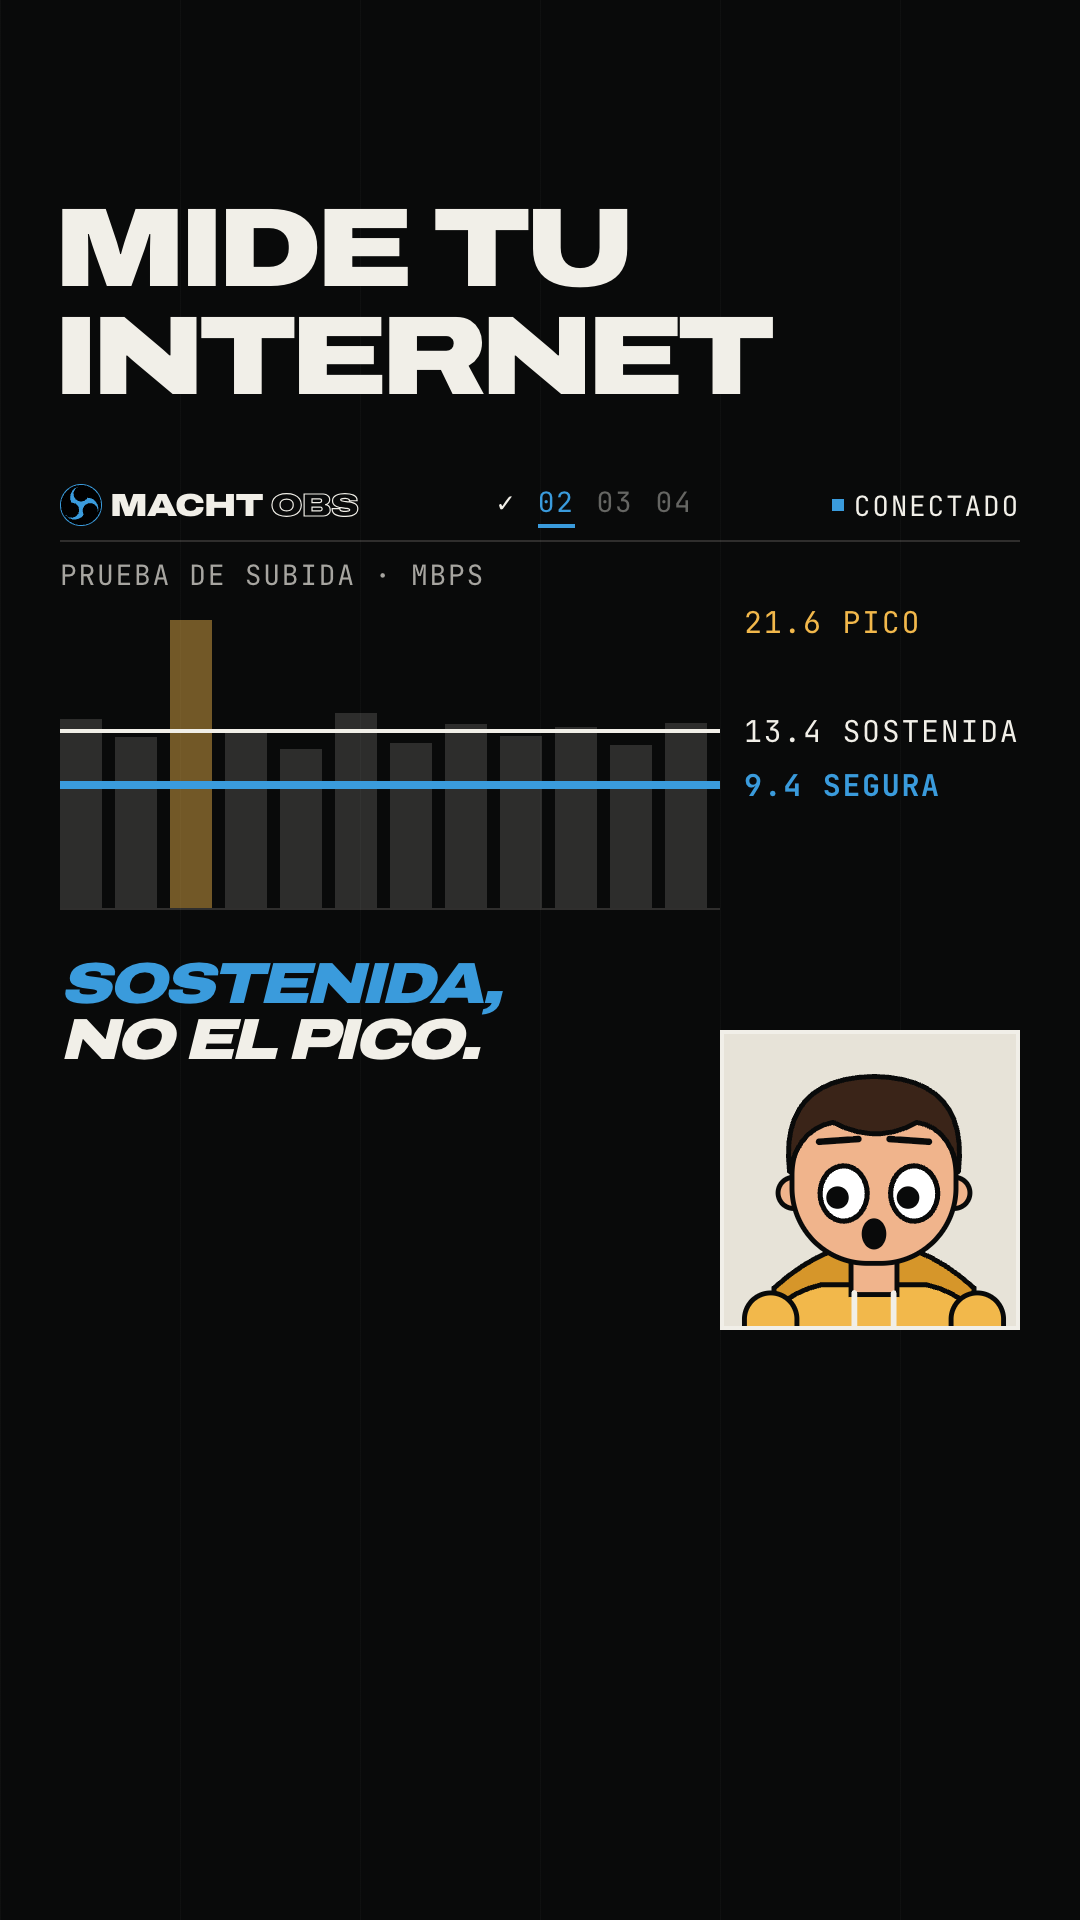 MIDE TU
INTERNET
MACHT OBS
✓ 02 03 04
CONECTADO
PRUEBA DE SUBIDA · MBPS
21.6 PICO
13.4 SOSTENIDA
9.4 SEGURA
SOSTENIDA,
NO EL PICO.